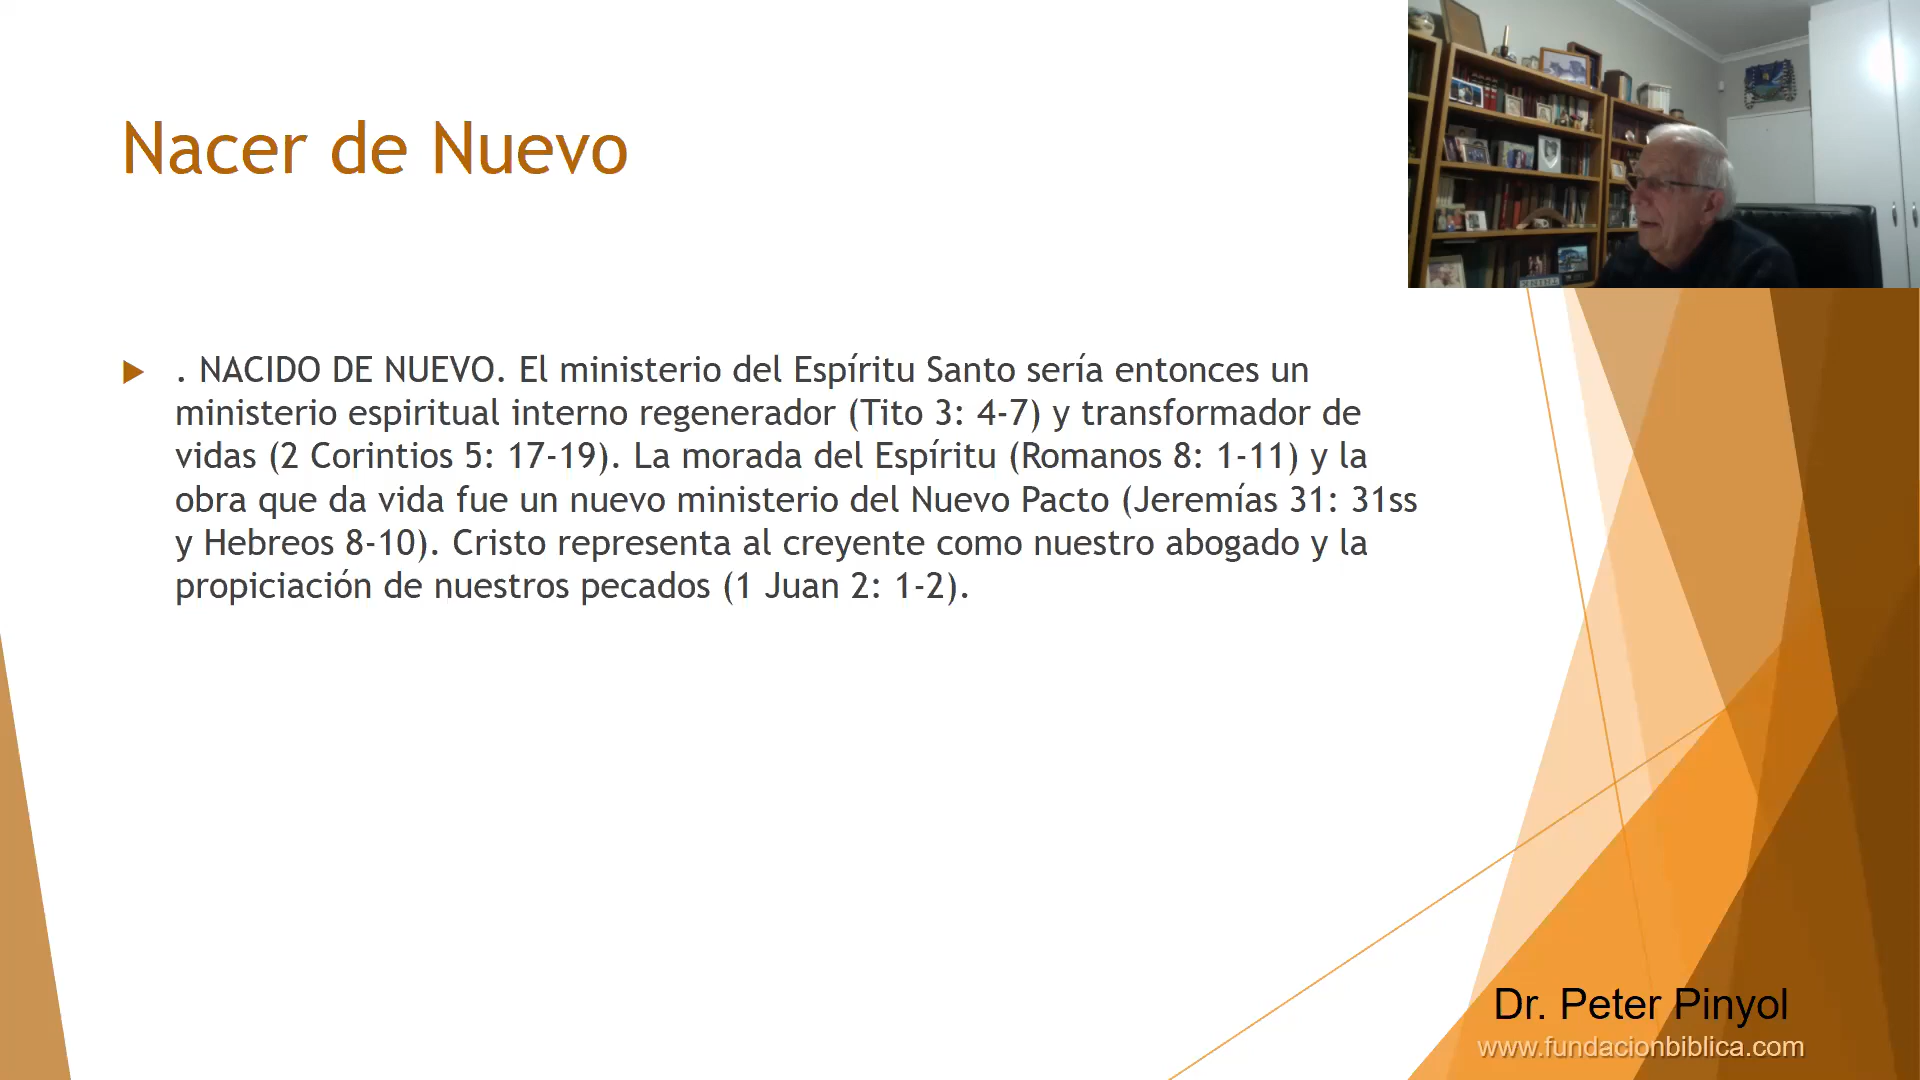 Nacer de Nuevo
. NACIDO DE NUEVO. El ministerio del Espíritu Santo sería entonces un
ministerio espiritual interno regenerador (Tito 3: 4-7) y transformador de
vidas (2 Corintios 5: 17-19). La morada del Espíritu (Romanos 8: 1-11) y la
obra que da vida fue un nuevo ministerio del Nuevo Pacto (Jeremías 31: 31ss
y Hebreos 8-10). Cristo representa al creyente como nuestro abogado y la
propiciación de nuestros pecados (1 Juan 2: 1-2).
Dr. Peter Pinyol
www.fundacionbiblica.com